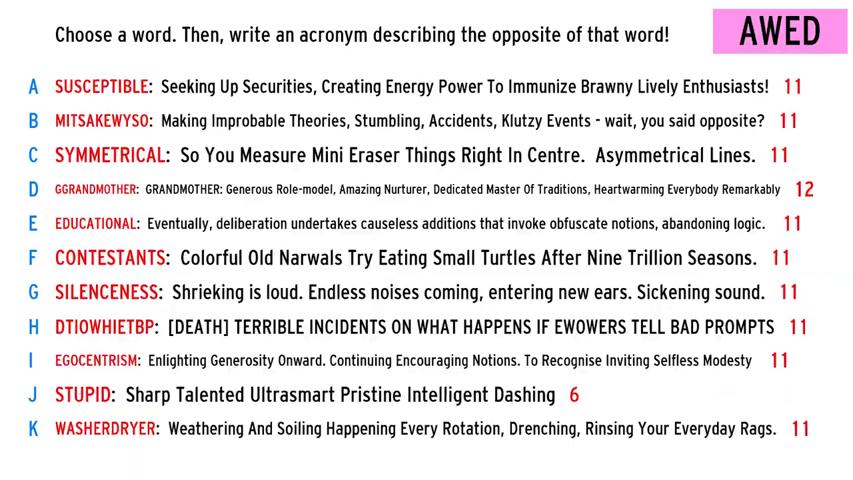 Choose a word. Then, write an acronym describing the opposite of that word!
AWED
A SUSCEPTIBLE: Seeking Up Securities, Creating Energy Power To Immunize Brawny Lively Enthusiasts! 11
B MITSAKEWYSO: Making Improbable Theories, Stumbling, Accidents, Klutzy Events - wait, you said opposite? 11
C SYMMETRICAL: So You Measure Mini Eraser Things Right In Centre. Asymmetrical Lines. 11
D GGRANDMOTHER: GRANDMOTHER: Generous Role-model, Amazing Nurturer, Dedicated Master Of Traditions, Heartwarming Everybody Remarkably 12
E EDUCATIONAL: Eventually, deliberation undertakes causeless additions that invoke obfuscate notions, abandoning logic. 11
F CONTESTANTS: Colorful Old Narwals Try Eating Small Turtles After Nine Trillion Seasons. 11
G SILENCENESS: Shrieking is loud. Endless noises coming, entering new ears. Sickening sound. 11
H DTIOWHIETBP: [DEATH] TERRIBLE INCIDENTS ON WHAT HAPPENS IF EWOWERS TELL BAD PROMPTS 11
I EGOCENTRISM: Enlighting Generosity Onward. Continuing Encouraging Notions. To Recognise Inviting Selfless Modesty 11
J STUPID: Sharp Talented Ultrasmart Pristine Intelligent Dashing 6
K WASHERDRYER: Weathering And Soiling Happening Every Rotation, Drenching, Rinsing Your Everyday Rags. 11